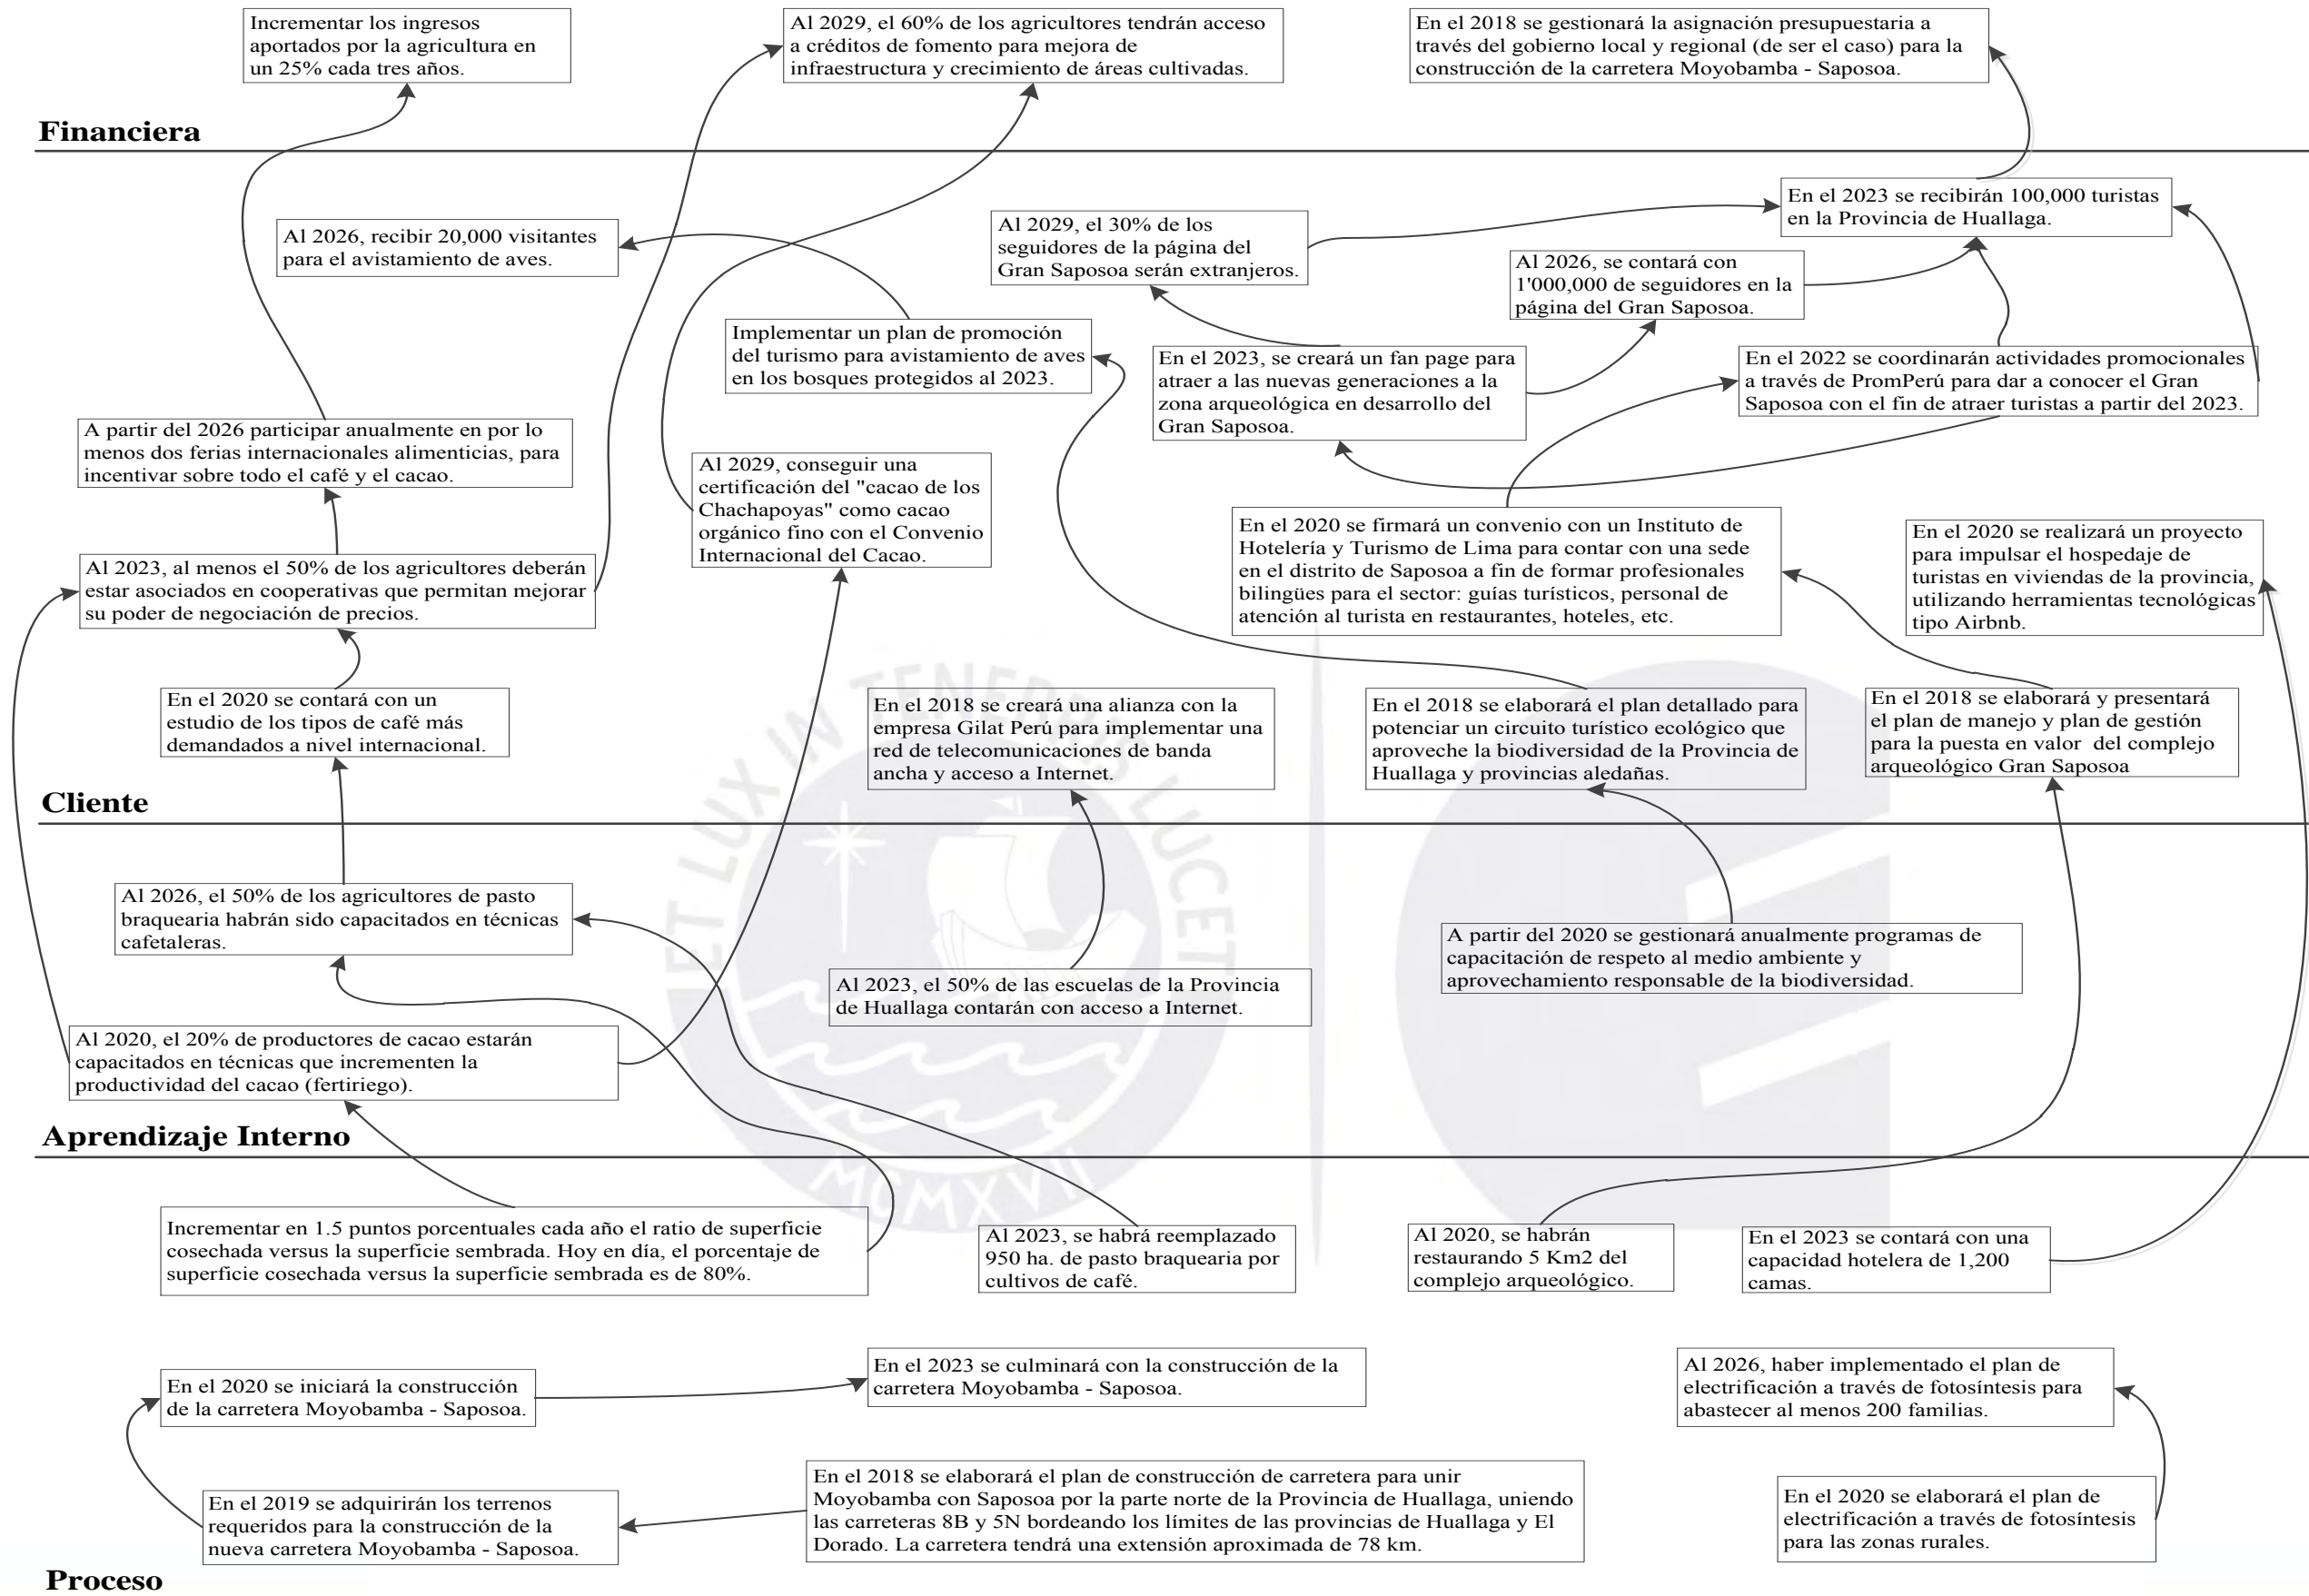 Incrementar los ingresos
aportados por la agricultura en
un 25% cada tres años.
Al 2029, el 60% de los agricultores tendrán acceso
a créditos de fomento para mejora de
infraestructura y crecimiento de áreas cultivadas.
En el 2018 se gestionará la asignación presupuestaria a
través del gobierno local y regional (de ser el caso) para la
construcción de la carretera Moyobamba - Saposoa.
Financiera
Al 2026, recibir 20,000 visitantes
para el avistamiento de aves.
Al 2029, el 30% de los
seguidores de la página del
Gran Saposoa serán extranjeros.
En el 2023 se recibirán 100,000 turistas
en la Provincia de Huallaga.
Al 2026, se contará con
1'000,000 de seguidores en la
página del Gran Saposoa.
Implementar un plan de promoción
del turismo para avistamiento de aves
en los bosques protegidos al 2023.
En el 2023, se creará un fan page para
atraer a las nuevas generaciones a la
zona arqueológica en desarrollo del
Gran Saposoa.
En el 2022 se coordinarán actividades promocionales
a través de PromPerú para dar a conocer el Gran
Saposoa con el fin de atraer turistas a partir del 2023.
A partir del 2026 participar anualmente en por lo
menos dos ferias internacionales alimenticias, para
incentivar sobre todo el café y el cacao.
Al 2029, conseguir una
certificación del "cacao de los
Chachapoyas" como cacao
orgánico fino con el Convenio
Internacional del Cacao.
En el 2020 se firmará un convenio con un Instituto de
Hotelería y Turismo de Lima para contar con una sede
en el distrito de Saposoa a fin de formar profesionales
bilingües para el sector: guías turísticos, personal de
atención al turista en restaurantes, hoteles, etc.
En el 2020 se realizará un proyecto
para impulsar el hospedaje de
turistas en viviendas de la provincia,
utilizando herramientas tecnológicas
tipo Airbnb.
Al 2023, al menos el 50% de los agricultores deberán
estar asociados en cooperativas que permitan mejorar
su poder de negociación de precios.
En el 2020 se contará con un
estudio de los tipos de café más
demandados a nivel internacional.
En el 2018 se creará una alianza con la
empresa Gilat Perú para implementar una
red de telecomunicaciones de banda
ancha y acceso a Internet.
En el 2018 se elaborará el plan detallado para
potenciar un circuito turístico ecológico que
aproveche la biodiversidad de la Provincia de
Huallaga y provincias aledañas.
En el 2018 se elaborará y presentará
el plan de manejo y plan de gestión
para la puesta en valor del complejo
arqueológico Gran Saposoa
Cliente
Al 2026, el 50% de los agricultores de pasto
braquearia habrán sido capacitados en técnicas
cafetaleras.
A partir del 2020 se gestionará anualmente programas de
capacitación de respeto al medio ambiente y
aprovechamiento responsable de la biodiversidad.
Al 2023, el 50% de las escuelas de la Provincia
de Huallaga contarán con acceso a Internet.
Al 2020, el 20% de productores de cacao estarán
capacitados en técnicas que incrementen la
productividad del cacao (fertiriego).
ET LUX IN TENEBRIS LUCET
MCMXVII
Aprendizaje Interno
Incrementar en 1.5 puntos porcentuales cada año el ratio de superficie
cosechada versus la superficie sembrada. Hoy en día, el porcentaje de
superficie cosechada versus la superficie sembrada es de 80%.
Al 2023, se habrá reemplazado
950 ha. de pasto braquearia por
cultivos de café.
Al 2020, se habrán
restaurando 5 Km2 del
complejo arqueológico.
En el 2023 se contará con una
capacidad hotelera de 1,200
camas.
En el 2020 se iniciará la construcción
de la carretera Moyobamba - Saposoa.
En el 2023 se culminará con la construcción de la
carretera Moyobamba - Saposoa.
Al 2026, haber implementado el plan de
electrificación a través de fotosíntesis para
abastecer al menos 200 familias.
En el 2019 se adquirirán los terrenos
requeridos para la construcción de la
nueva carretera Moyobamba - Saposoa.
En el 2018 se elaborará el plan de construcción de carretera para unir
Moyobamba con Saposoa por la parte norte de la Provincia de Huallaga, uniendo
las carreteras 8B y 5N bordeando los límites de las provincias de Huallaga y El
Dorado. La carretera tendrá una extensión aproximada de 78 km.
En el 2020 se elaborará el plan de
electrificación a través de fotosíntesis
para las zonas rurales.
Proceso